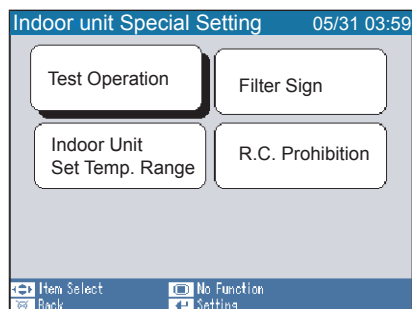 Indoor unit Special Setting 05/31 03:59
Test Operation
Filter Sign
Indoor Unit
Set Temp. Range
R.C. Prohibition
Item Select No Function
Back Setting